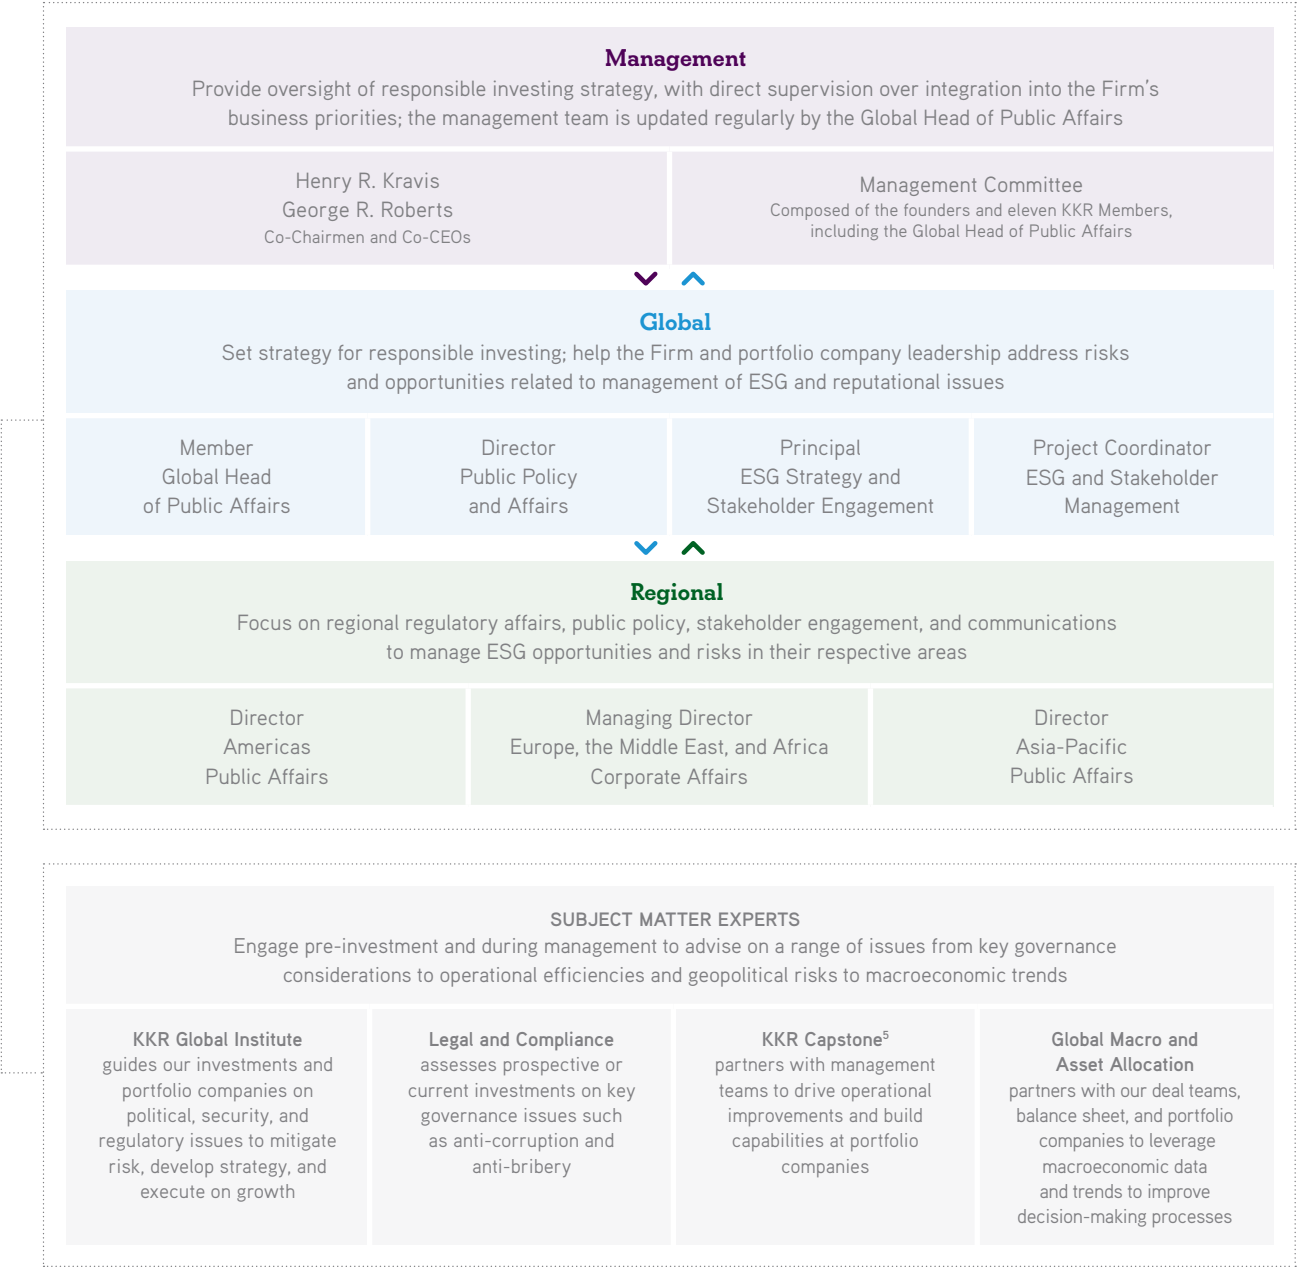 Management
Provide oversight of responsible investing strategy, with direct supervision over integration into the Firm's
business priorities; the management team is updated regularly by the Global Head of Public Affairs
Henry R. Kravis
George R. Roberts
Co-Chairmen and Co-CEOs
Management Committee
Composed of the founders and eleven KKR Members,
including the Global Head of Public Affairs
Global
Set strategy for responsible investing; help the Firm and portfolio company leadership address risks
and opportunities related to management of ESG and reputational issues
Member
Global Head
of Public Affairs
Director
Public Policy
and Affairs
Principal
ESG Strategy and
Stakeholder Engagement
Project Coordinator
ESG and Stakeholder
Management
Regional
Focus on regional regulatory affairs, public policy, stakeholder engagement, and communications
to manage ESG opportunities and risks in their respective areas
Director
Americas
Public Affairs
Managing Director
Europe, the Middle East, and Africa
Corporate Affairs
Director
Asia-Pacific
Public Affairs
SUBJECT MATTER EXPERTS
Engage pre-investment and during management to advise on a range of issues from key governance
considerations to operational efficiencies and geopolitical risks to macroeconomic trends
KKR Global Institute
guides our investments and
portfolio companies on
political, security, and
regulatory issues to mitigate
risk, develop strategy, and
execute on growth
Legal and Compliance
assesses prospective or
current investments on key
governance issues such
as anti-corruption and
anti-bribery
KKR Capstone⁵
partners with management
teams to drive operational
improvements and build
capabilities at portfolio
companies
Global Macro and
Asset Allocation
partners with our deal teams,
balance sheet, and portfolio
companies to leverage
macroeconomic data
and trends to improve
decision-making processes